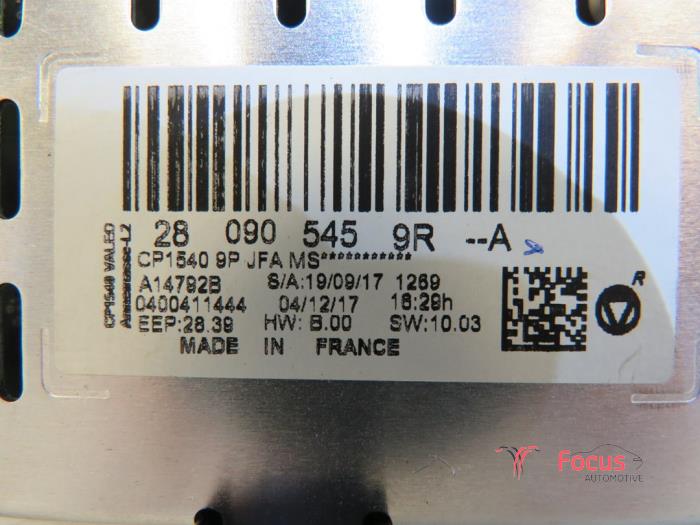 28 090 545 9R --A
CP1540 9P JFA MS***********
A14792B S/A:19/09/17 1269
0400411444 04/12/17 16:29h
EEP:28.39 HW: B.00 SW:10.03
MADE IN FRANCE
CP1540 VALEO
R
Focus
AUTOMOTIVE